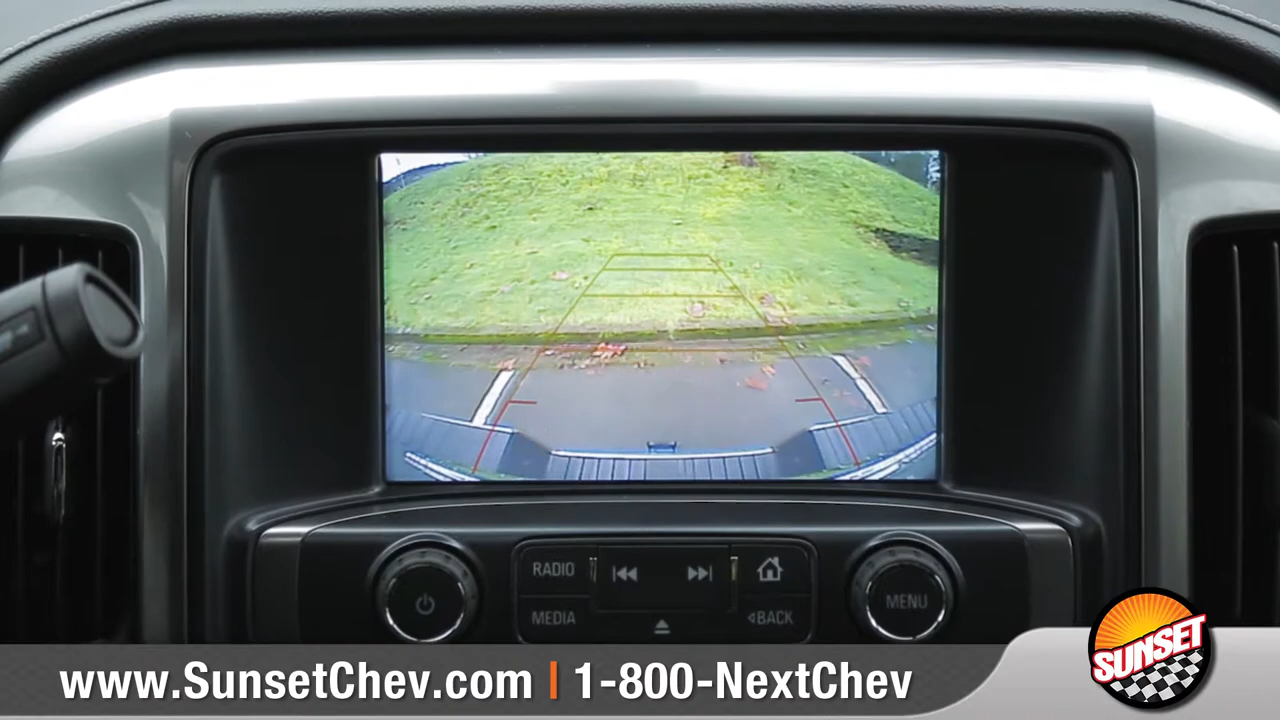 RADIO
MEDIA
BACK
MENU
www.SunsetChev.com | 1-800-NextChev
SUNSET